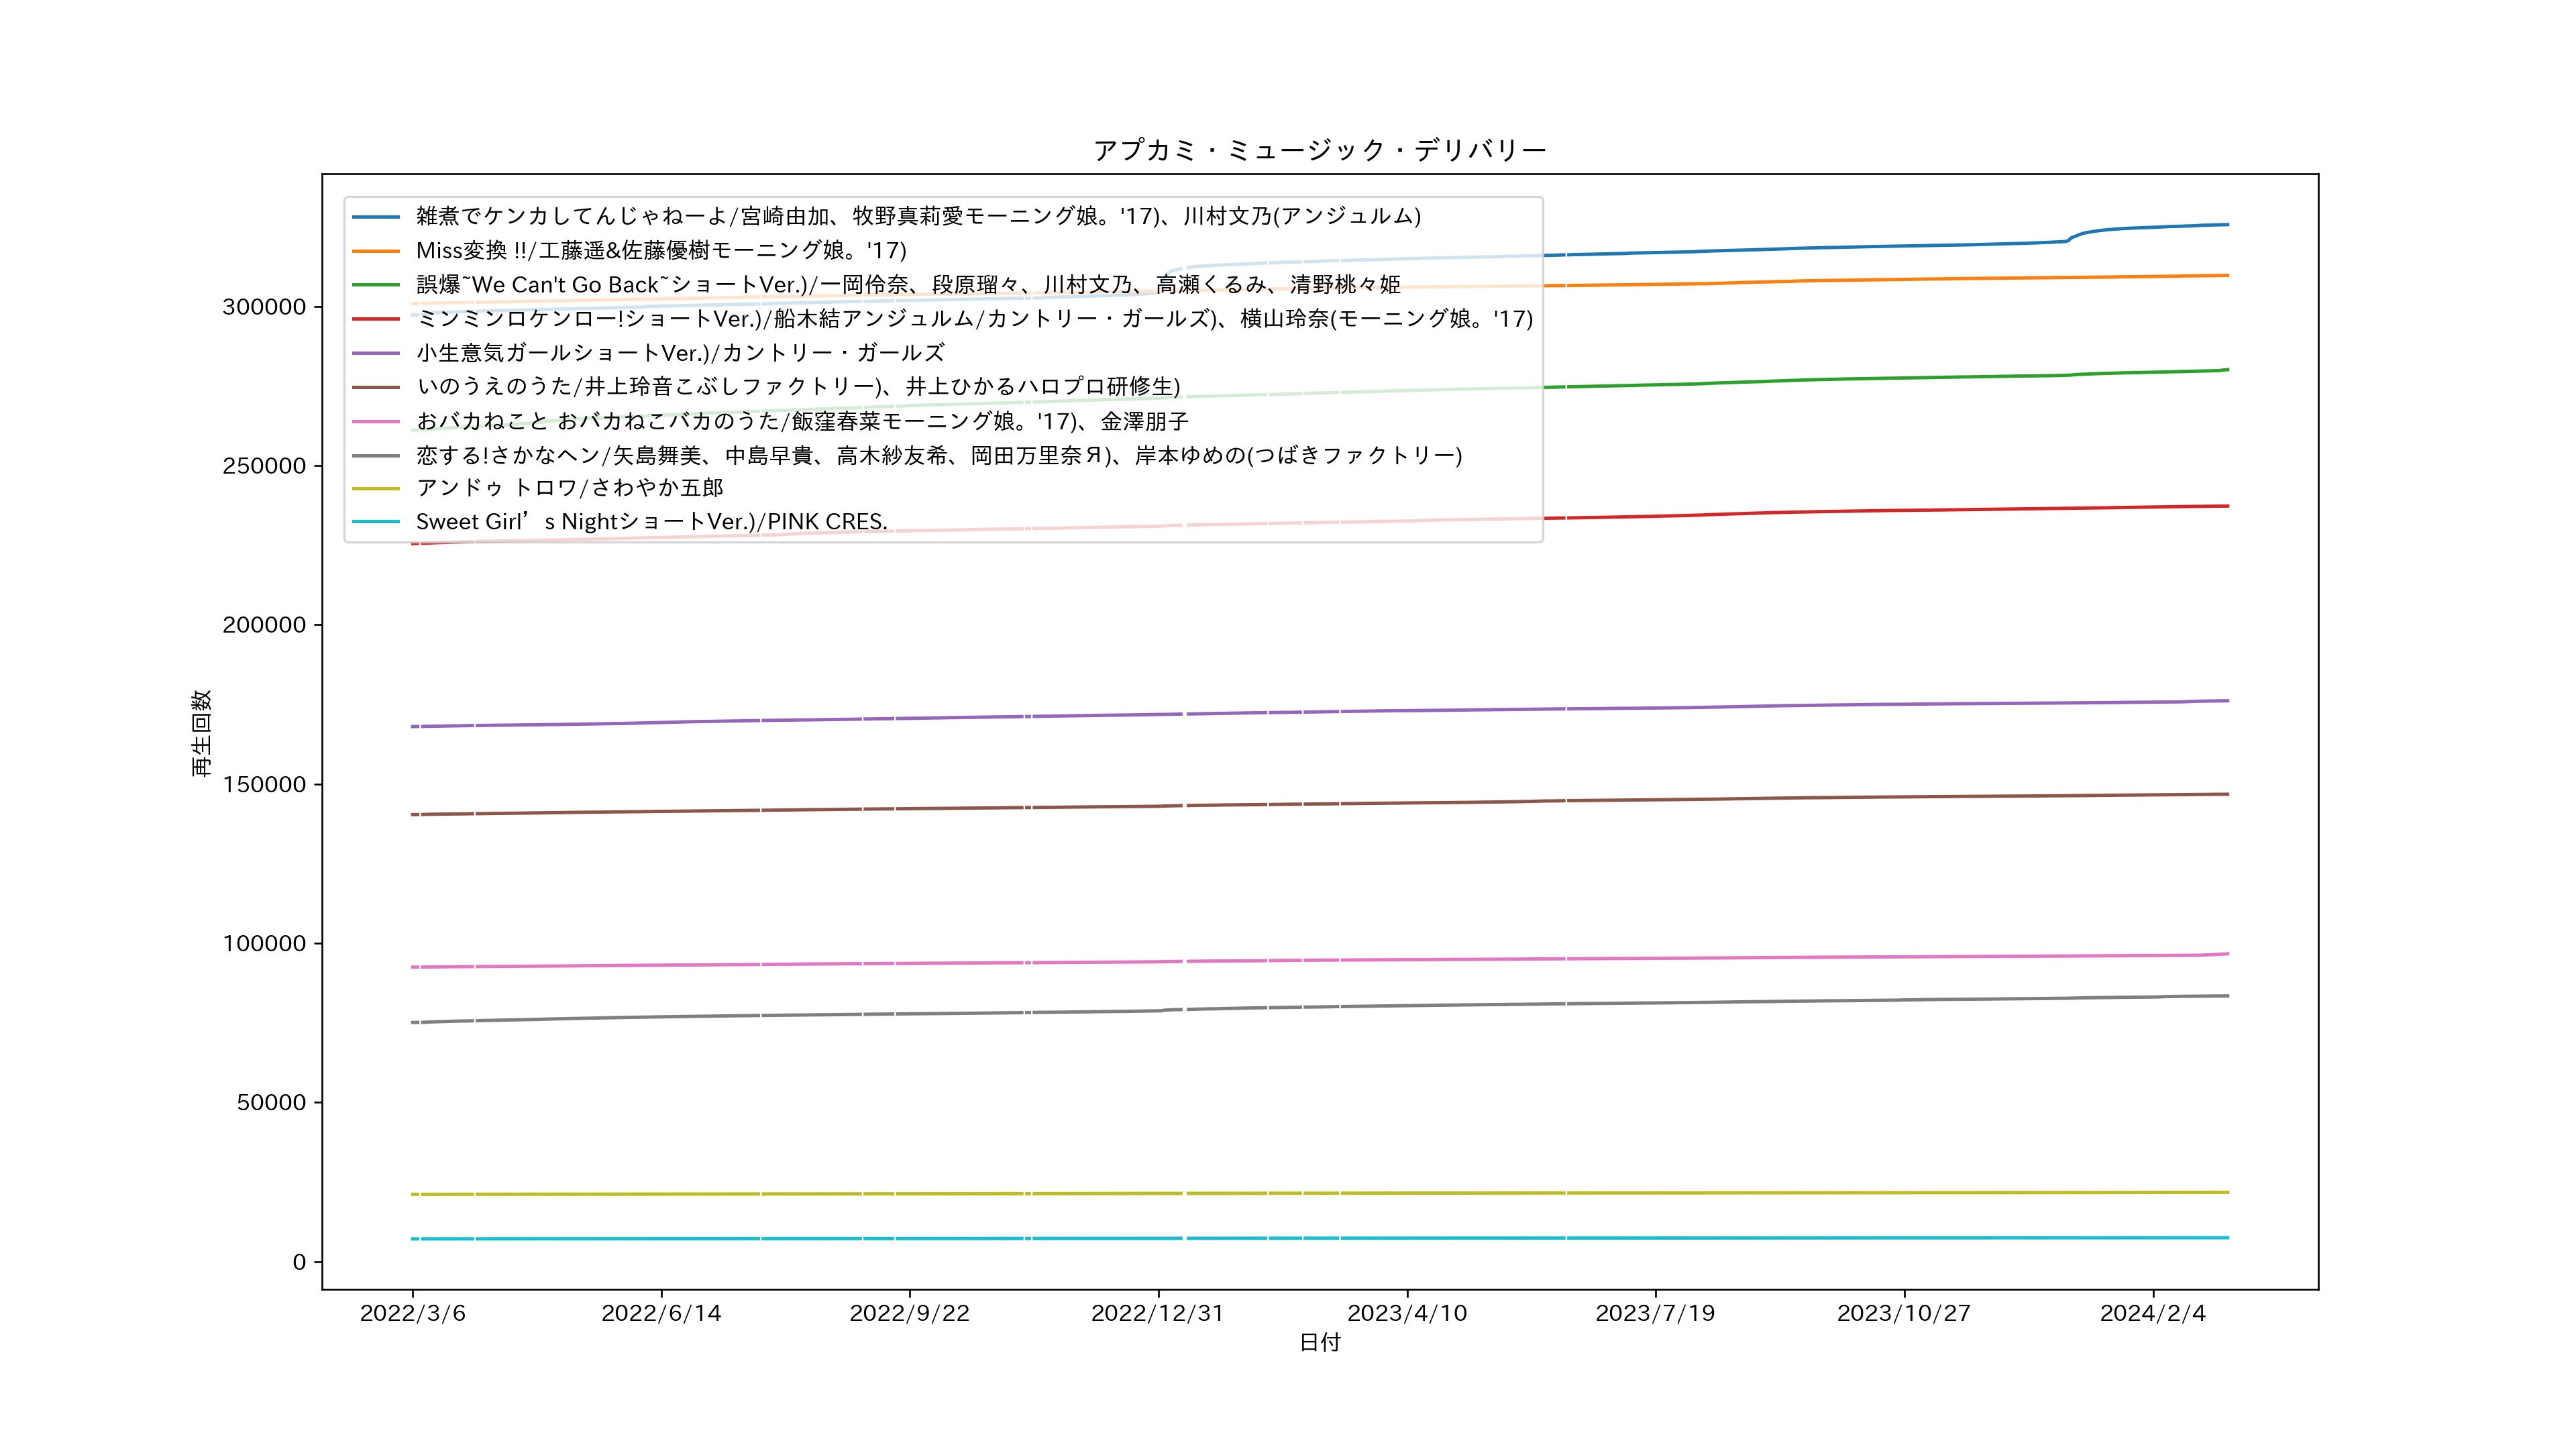 アプカミ・ミュージック・デリバリー
雑煮でケンカしてんじゃねーよ/宮崎由加、牧野真莉愛モーニング娘。'17)、川村文乃(アンジュルム)
Miss変換 !!/工藤遥&佐藤優樹モーニング娘。'17)
誤爆~We Can't Go Back~ショートVer.)/一岡伶奈、段原瑠々、川村文乃、高瀬くるみ、清野桃々姫
ミンミンロケンロー!ショートVer.)/船木結アンジュルム/カントリー・ガールズ)、横山玲奈(モーニング娘。'17)
小生意気ガールショートVer.)/カントリー・ガールズ
いのうえのうた/井上玲音こぶしファクトリー)、井上ひかるハロプロ研修生)
おバカねこと おバカねこバカのうた/飯窪春菜モーニング娘。'17)、金澤朋子
恋する!さかなヘン/矢島舞美、中島早貴、高木紗友希、岡田万里奈Я)、岸本ゆめの(つばきファクトリー)
アンドゥ トロワ/さわやか五郎
Sweet Girl’s NightショートVer.)/PINK CRES.
300000
250000
200000
150000
100000
50000
0
再生回数
2022/3/6 2022/6/14 2022/9/22 2022/12/31 2023/4/10 2023/7/19 2023/10/27 2024/2/4
日付